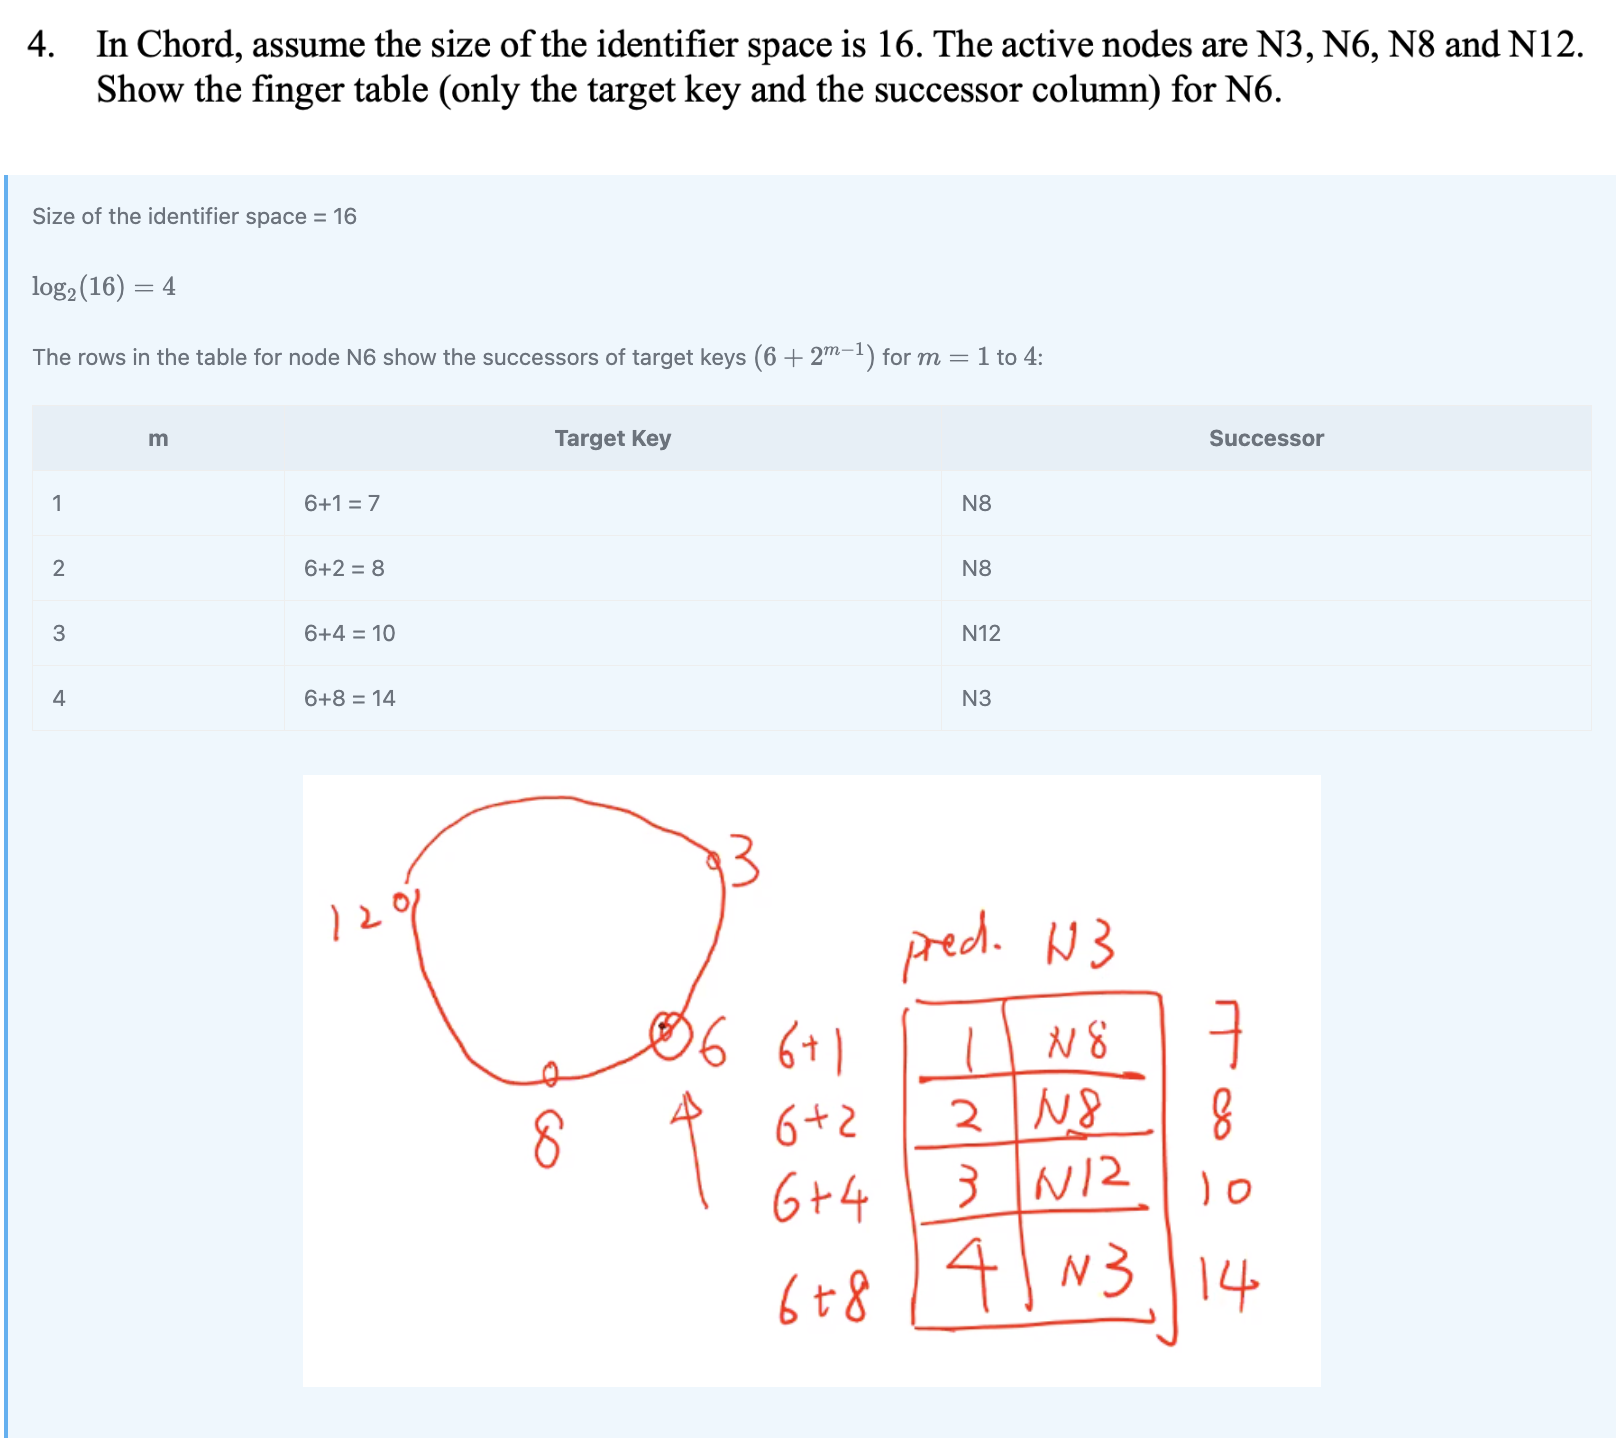 4. In Chord, assume the size of the identifier space is 16. The active nodes are N3, N6, N8 and N12.
Show the finger table (only the target key and the successor column) for N6.
Size of the identifier space = 16
log₂(16) = 4
The rows in the table for node N6 show the successors of target keys (6 + 2^{m−1}) for m = 1 to 4:
m Target Key Successor
1 6+1 = 7 N8
2 6+2 = 8 N8
3 6+4 = 10 N12
4 6+8 = 14 N3
3
12
pred. N3
6 6+1 1 N8 7
8 6+2 2 N8 8
6+4 3 N12 10
6+8 4 N3 14